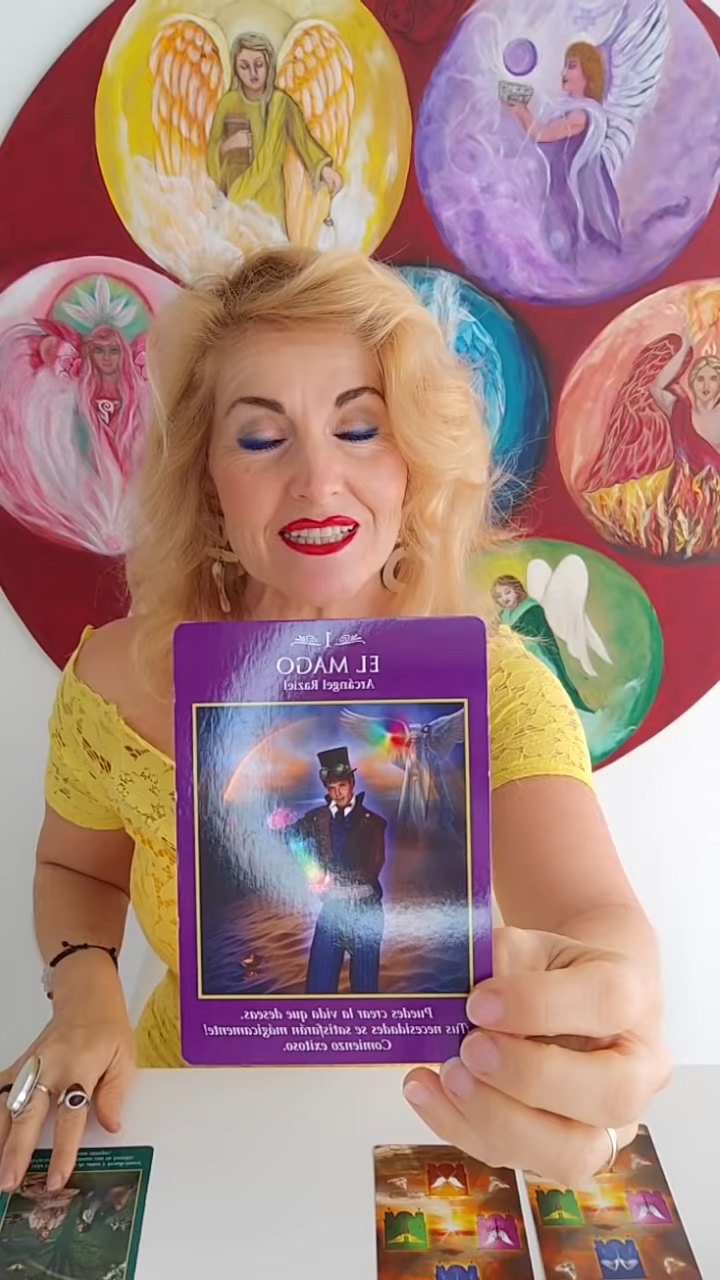 1
EL MAGO
Arcángel Raziel
Puedes crear la vida que deseas.
¡Tus necesidades se satisfarán mágicamente!
Comienzo exitoso.